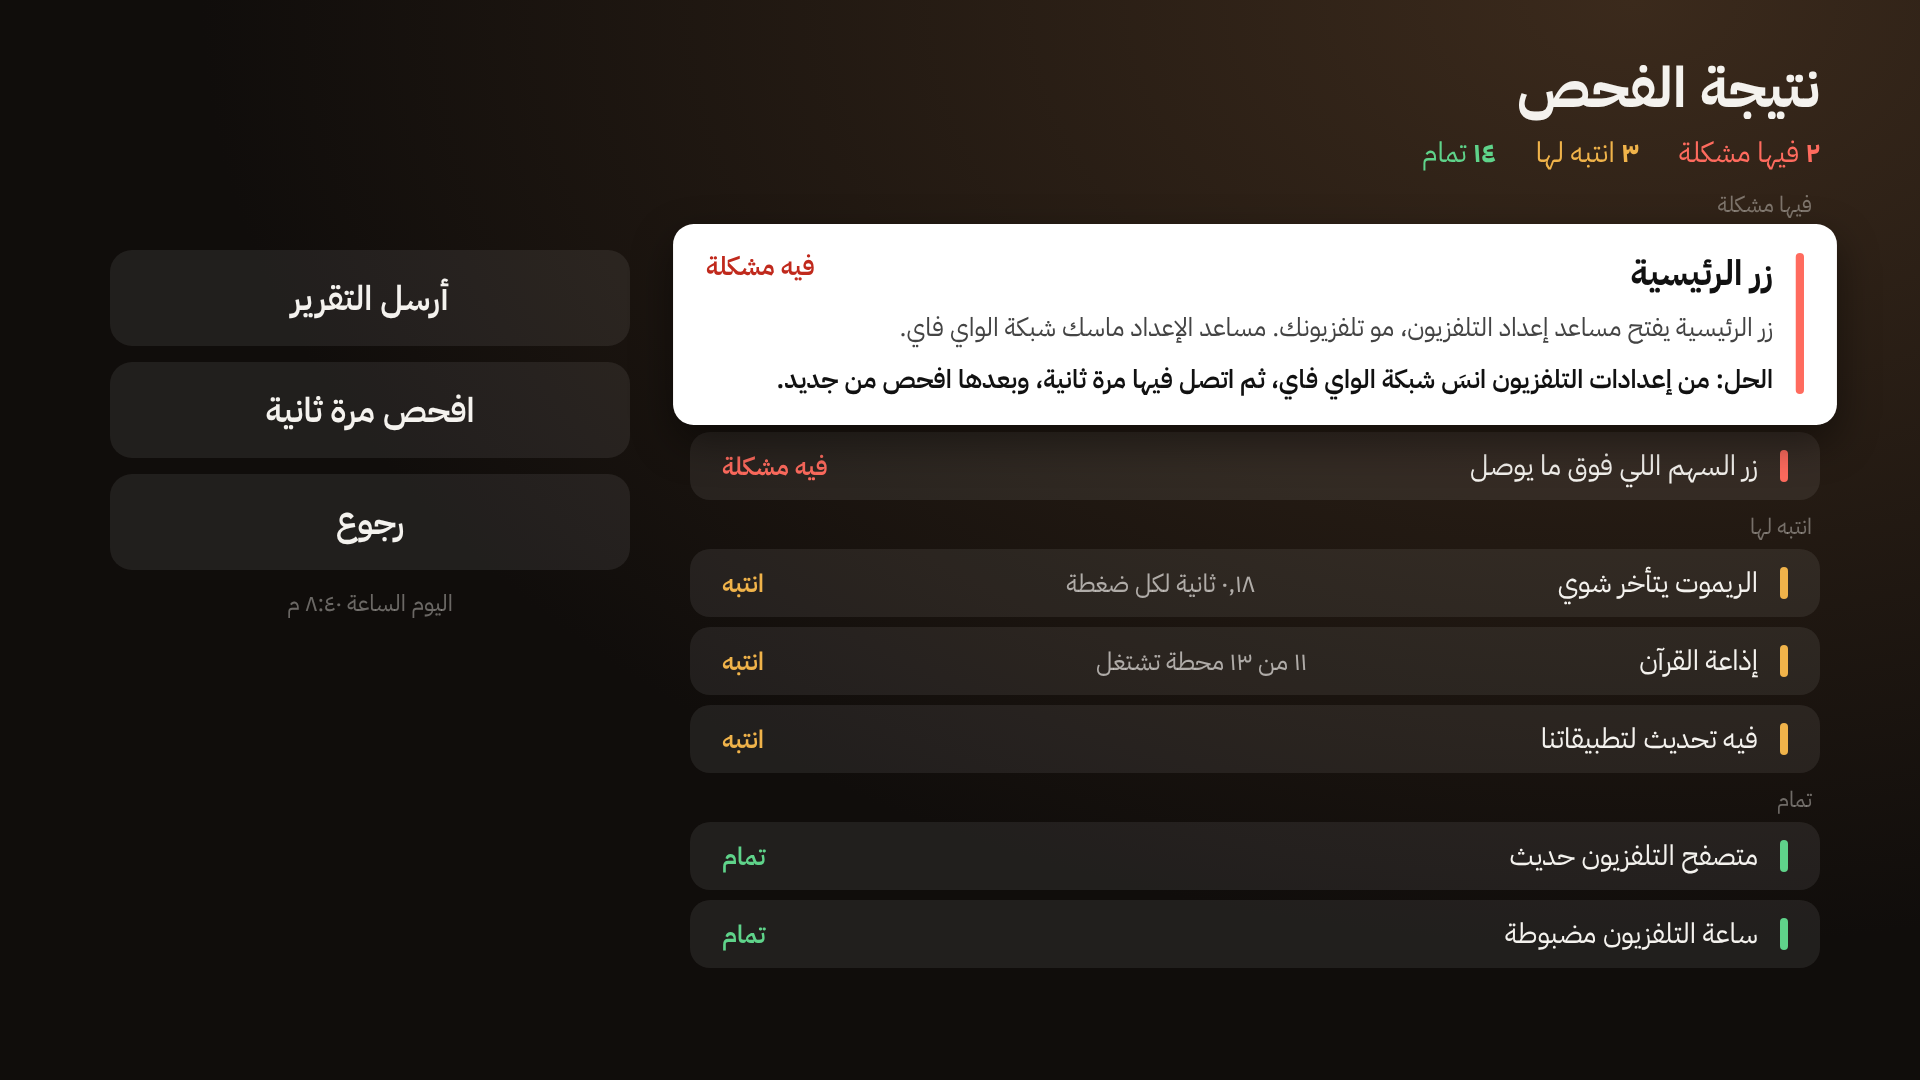 نتيجة الفحص
٢ فيها مشكلة ٣ انتبه لها ١٤ تمام
فيها مشكلة
زر الرئيسية فيه مشكلة
زر الرئيسية يفتح مساعد إعداد التلفزيون، مو تلفزيونك. مساعد الإعداد ماسك شبكة الواي فاي.
الحل: من إعدادات التلفزيون انسَ شبكة الواي فاي، ثم اتصل فيها مرة ثانية، وبعدها افحص من جديد.
زر السهم اللي فوق ما يوصل فيه مشكلة
انتبه لها
الريموت يتأخر شوي ٠,١٨ ثانية لكل ضغطة انتبه
إذاعة القرآن ١١ من ١٣ محطة تشتغل انتبه
فيه تحديث لتطبيقاتنا انتبه
تمام
متصفح التلفزيون حديث تمام
ساعة التلفزيون مضبوطة تمام
أرسل التقرير
افحص مرة ثانية
رجوع
اليوم الساعة ٨:٤٠ م